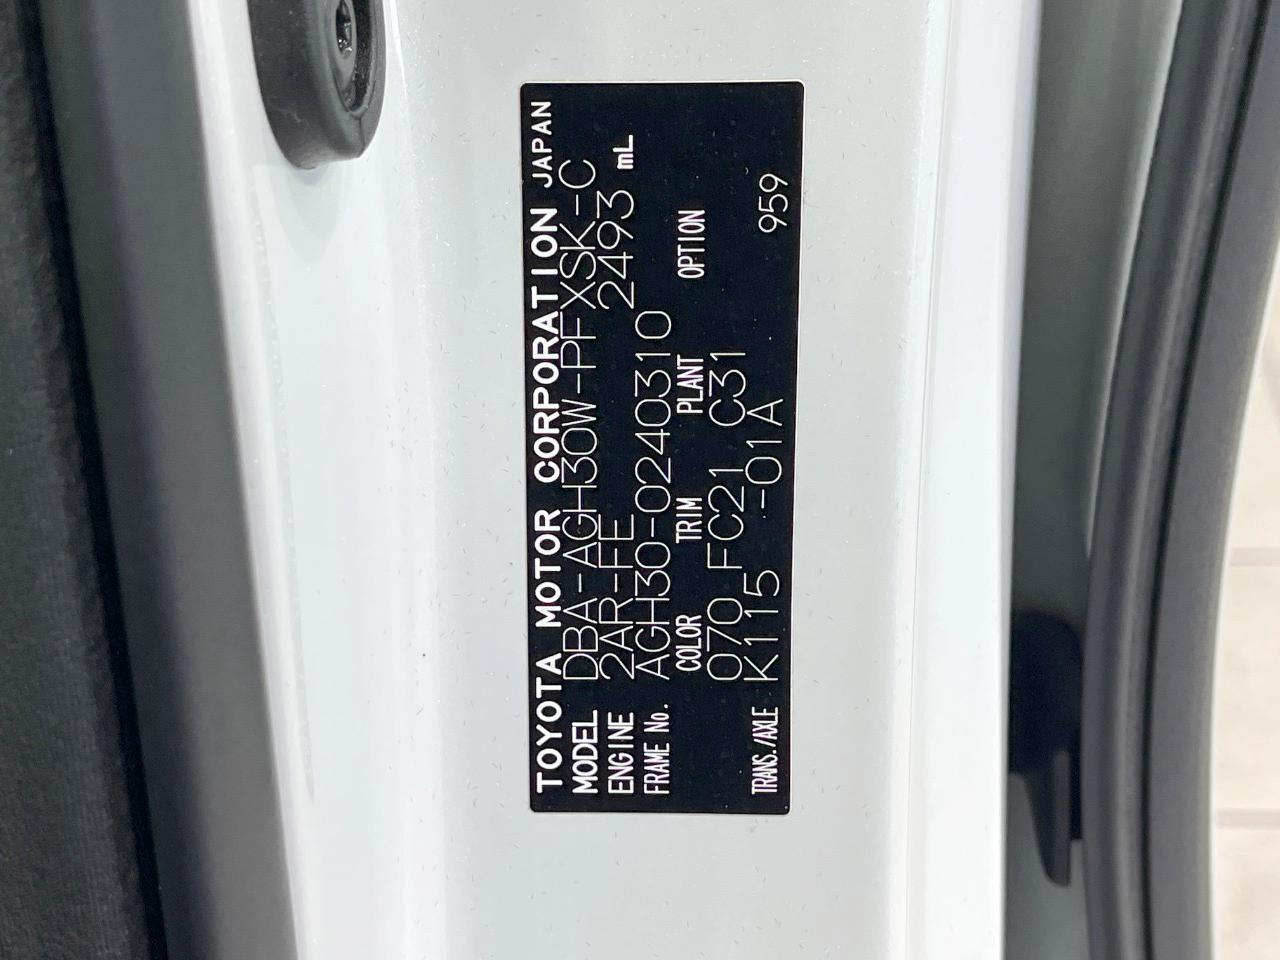 TOYOTA MOTOR CORPORATION JAPAN
MODEL DBA-AGH30W-PFXSK-C
ENGINE 2AR-FE 2493 mL
FRAME No. AGH30-0240310
COLOR TRIM PLANT OPTION
070 FC21 C31
TRANS./AXLE K115 -01A 959